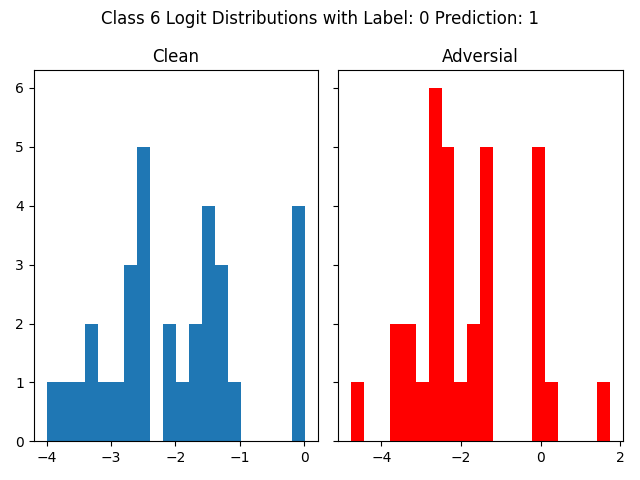 Class 6 Logit Distributions with Label: 0 Prediction: 1
Clean
Adversial
6
5
4
3
2
1
0
−4 −3 −2 −1 0
−4 −2 0 2